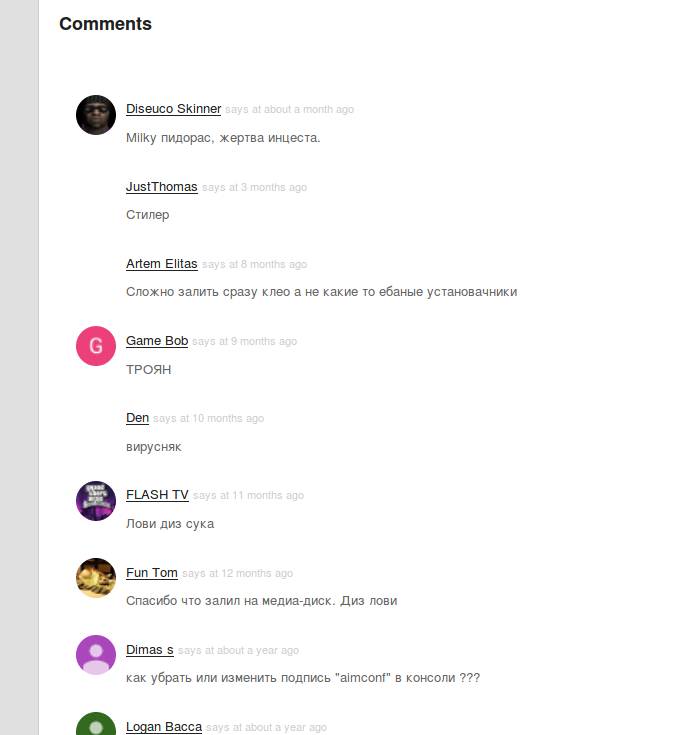 Comments
Diseuco Skinner says at about a month ago
Milky пидорас, жертва инцеста.
JustThomas says at 3 months ago
Стилер
Artem Elitas says at 8 months ago
Сложно залить сразу клео а не какие то ебаные установачники
G
Game Bob says at 9 months ago
ТРОЯН
Den says at 10 months ago
вирусняк
FLASH TV says at 11 months ago
Лови диз сука
Fun Tom says at 12 months ago
Спасибо что залил на медиа-диск. Диз лови
Dimas s says at about a year ago
как убрать или изменить подпись "aimconf" в консоли ???
Logan Bacca says at about a year ago